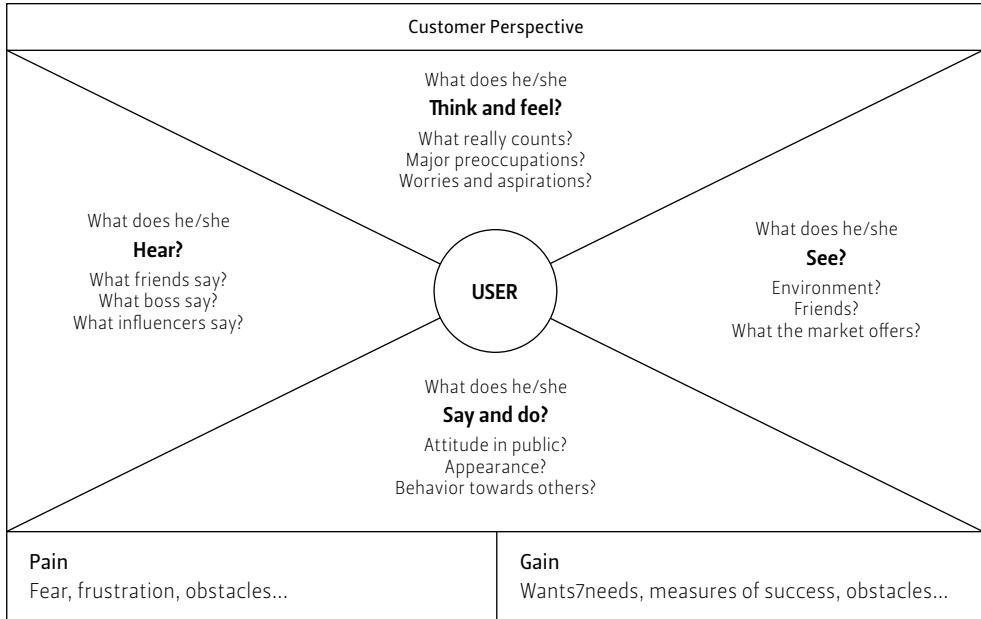 Customer Perspective
What does he/she
Think and feel?
What really counts?
Major preoccupations?
Worries and aspirations?
What does he/she
Hear?
What friends say?
What boss say?
What influencers say?
USER
What does he/she
See?
Environment?
Friends?
What the market offers?
What does he/she
Say and do?
Attitude in public?
Appearance?
Behavior towards others?
Pain
Fear, frustration, obstacles...
Gain
Wants7needs, measures of success, obstacles...